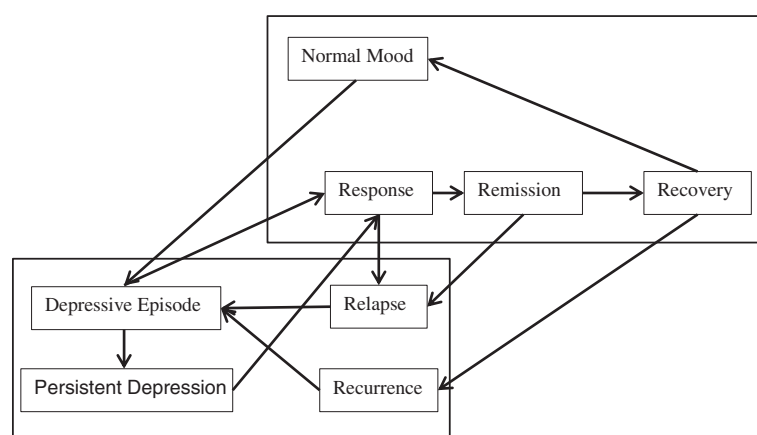 Normal Mood
Response
Remission
Recovery
Depressive Episode
Relapse
Persistent Depression
Recurrence